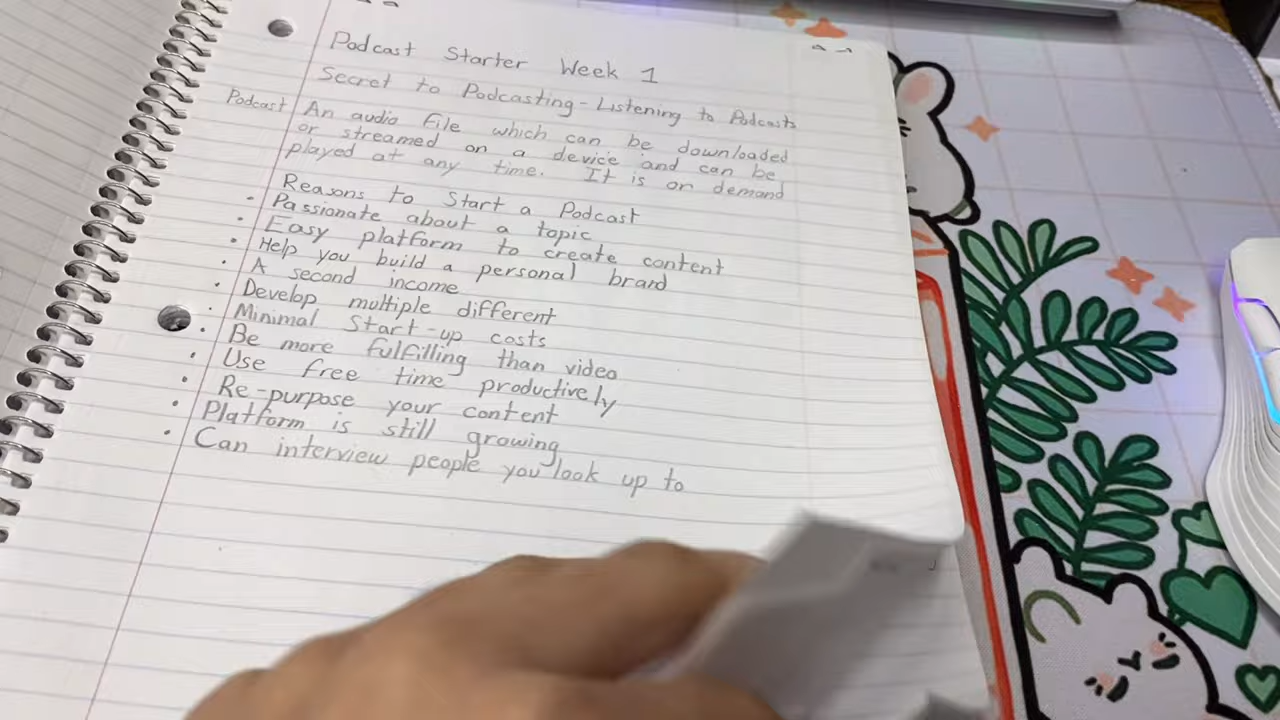 Podcast Starter Week 1
Secret to Podcasting - Listening to Podcasts
Podcast An audio file which can be downloaded
or streamed on a device and can be
played at any time. It is on demand
Reasons to Start a Podcast
• Passionate about a topic
• Easy platform to create content
• Help you build a personal brand
• A second income
• Develop multiple different
• Minimal Start-up costs
• Be more fulfilling than video
• Use free time productively
• Re-purpose your content
• Platform is still growing
• Can interview people you look up to